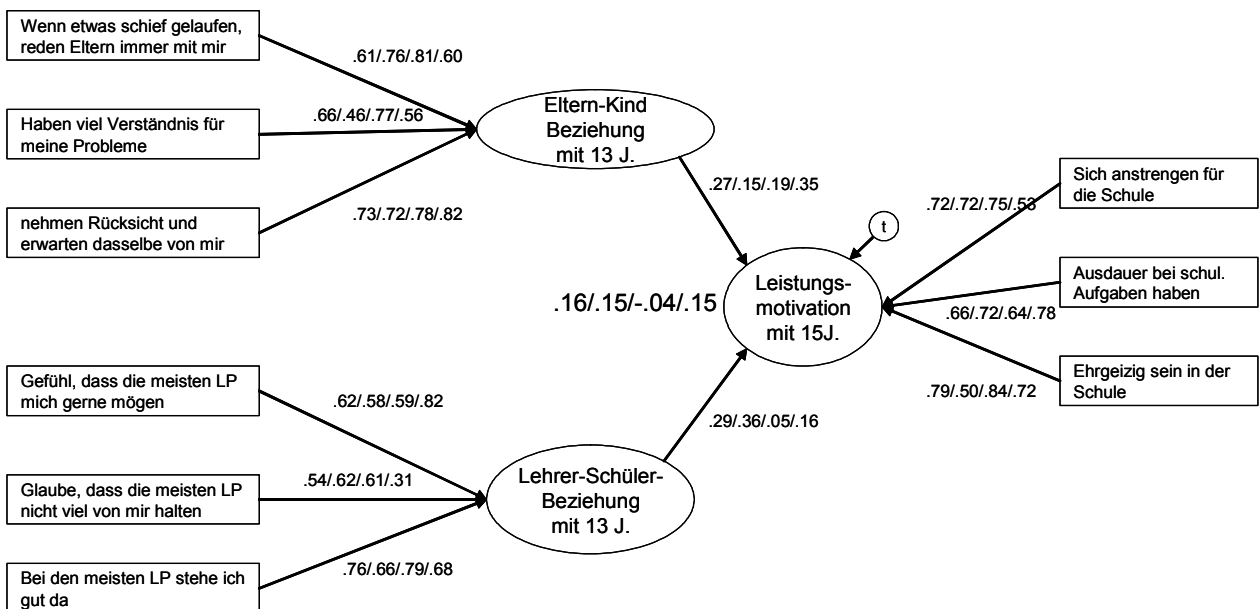 Wenn etwas schief gelaufen,
reden Eltern immer mit mir
.61/.76/.81/.60
Haben viel Verständnis für
meine Probleme
.66/.46/.77/.56
nehmen Rücksicht und
erwarten dasselbe von mir
.73/.72/.78/.82
Eltern-Kind
Beziehung
mit 13 J.
.27/.15/.19/.35
.16/.15/-.04/.15
t
Leistungs-
motivation
mit 15J.
Sich anstrengen für
die Schule
.72/.72/.75/.53
Ausdauer bei schul.
Aufgaben haben
.66/.72/.64/.78
Ehrgeizig sein in der
Schule
.79/.50/.84/.72
Gefühl, dass die meisten LP
mich gerne mögen
.62/.58/.59/.82
Glaube, dass die meisten LP
nicht viel von mir halten
.54/.62/.61/.31
Bei den meisten LP stehe ich
gut da
.76/.66/.79/.68
Lehrer-Schüler-
Beziehung
mit 13 J.
.29/.36/.05/.16